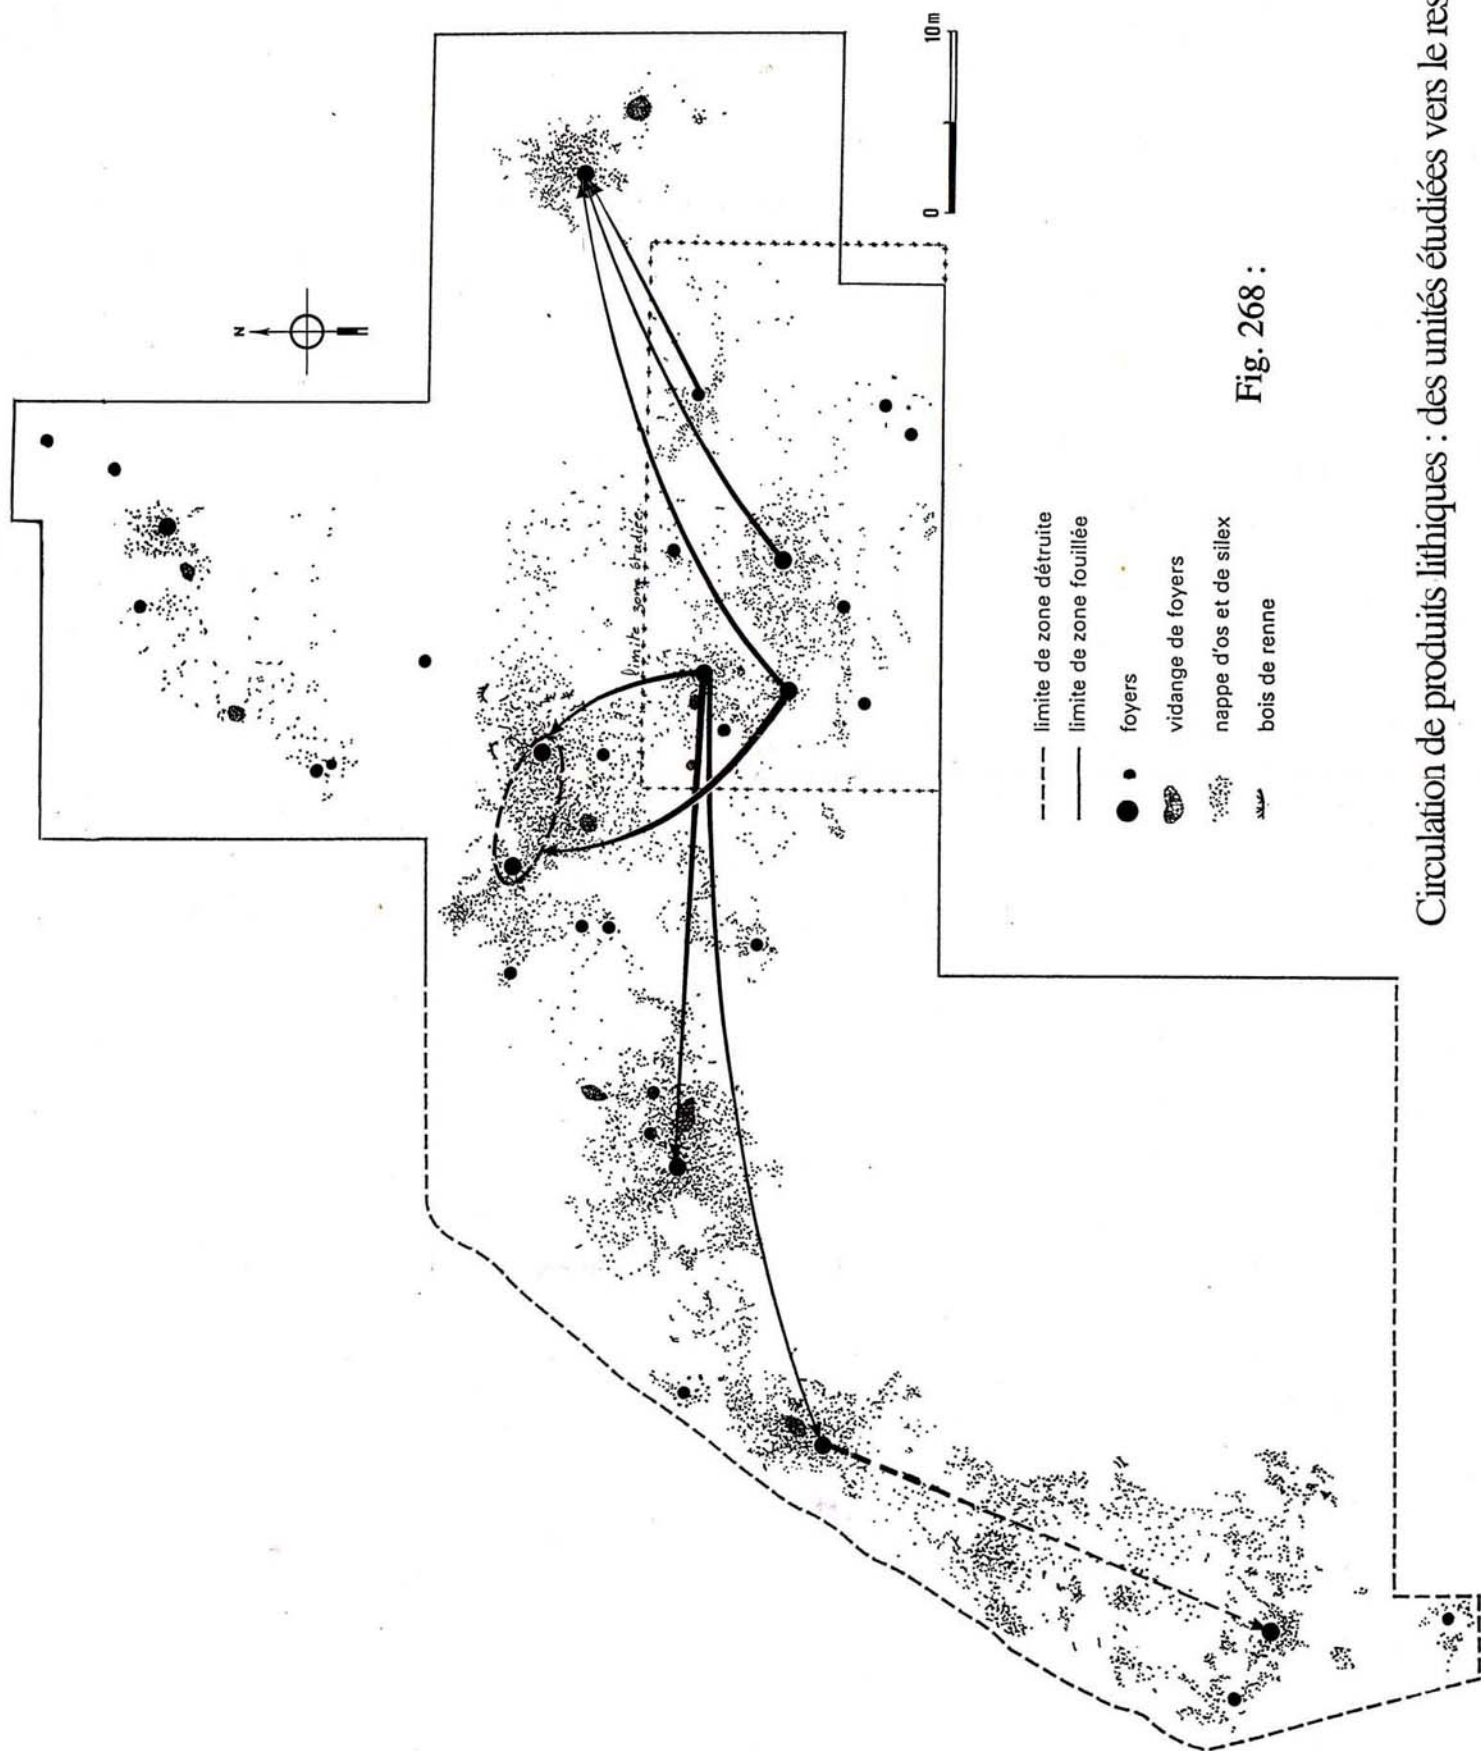 N
limite zone étudiée
0 10m
limite de zone détruite
limite de zone fouillée
foyers
vidange de foyers
nappe d'os et de silex
bois de renne
Fig. 268 :
Circulation de produits lithiques : des unités étudiées vers le res